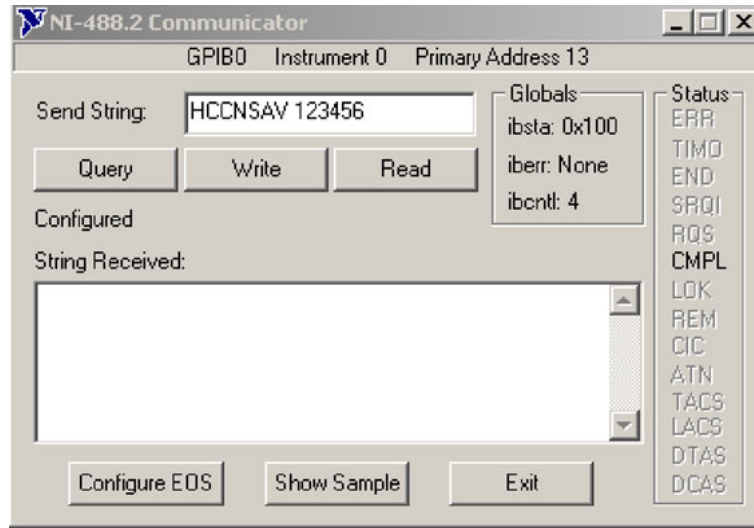 NI-488.2 Communicator
GPIB0 Instrument 0 Primary Address 13
Send String: HCCNSAV 123456
Query Write Read
Configured
String Received:
Configure EOS Show Sample Exit
Globals
ibsta: 0x100
iberr: None
ibcntl: 4
Status
ERR
TIMO
END
SRQI
RQS
CMPL
LOK
REM
CIC
ATN
TACS
LACS
DTAS
DCAS